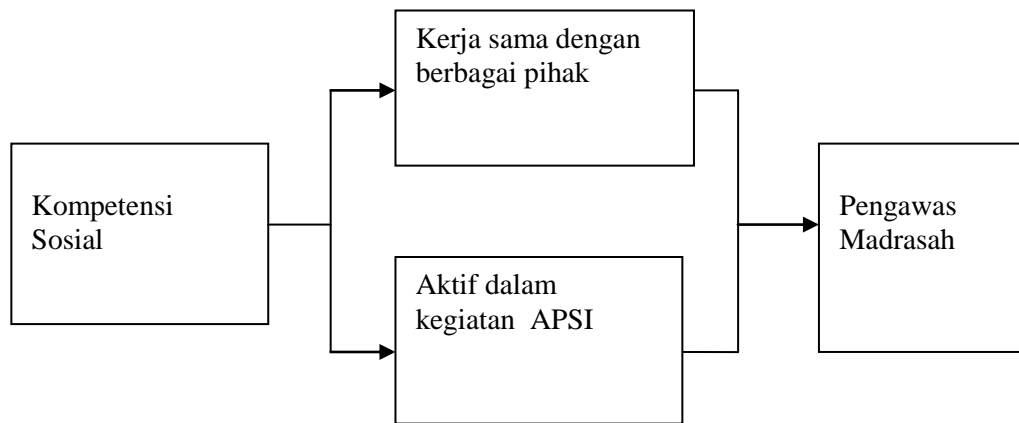 Kompetensi
Sosial
Kerja sama dengan
berbagai pihak
Aktif dalam
kegiatan  APSI
Pengawas
Madrasah